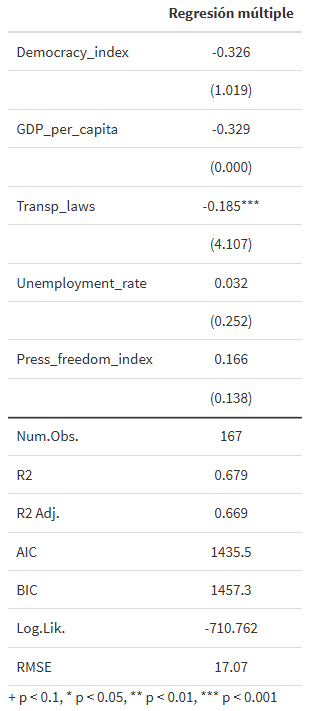 Regresión múltiple
Democracy_index -0.326
(1.019)
GDP_per_capita -0.329
(0.000)
Transp_laws -0.185***
(4.107)
Unemployment_rate 0.032
(0.252)
Press_freedom_index 0.166
(0.138)
Num.Obs. 167
R2 0.679
R2 Adj. 0.669
AIC 1435.5
BIC 1457.3
Log.Lik. -710.762
RMSE 17.07
+ p < 0.1, * p < 0.05, ** p < 0.01, *** p < 0.001